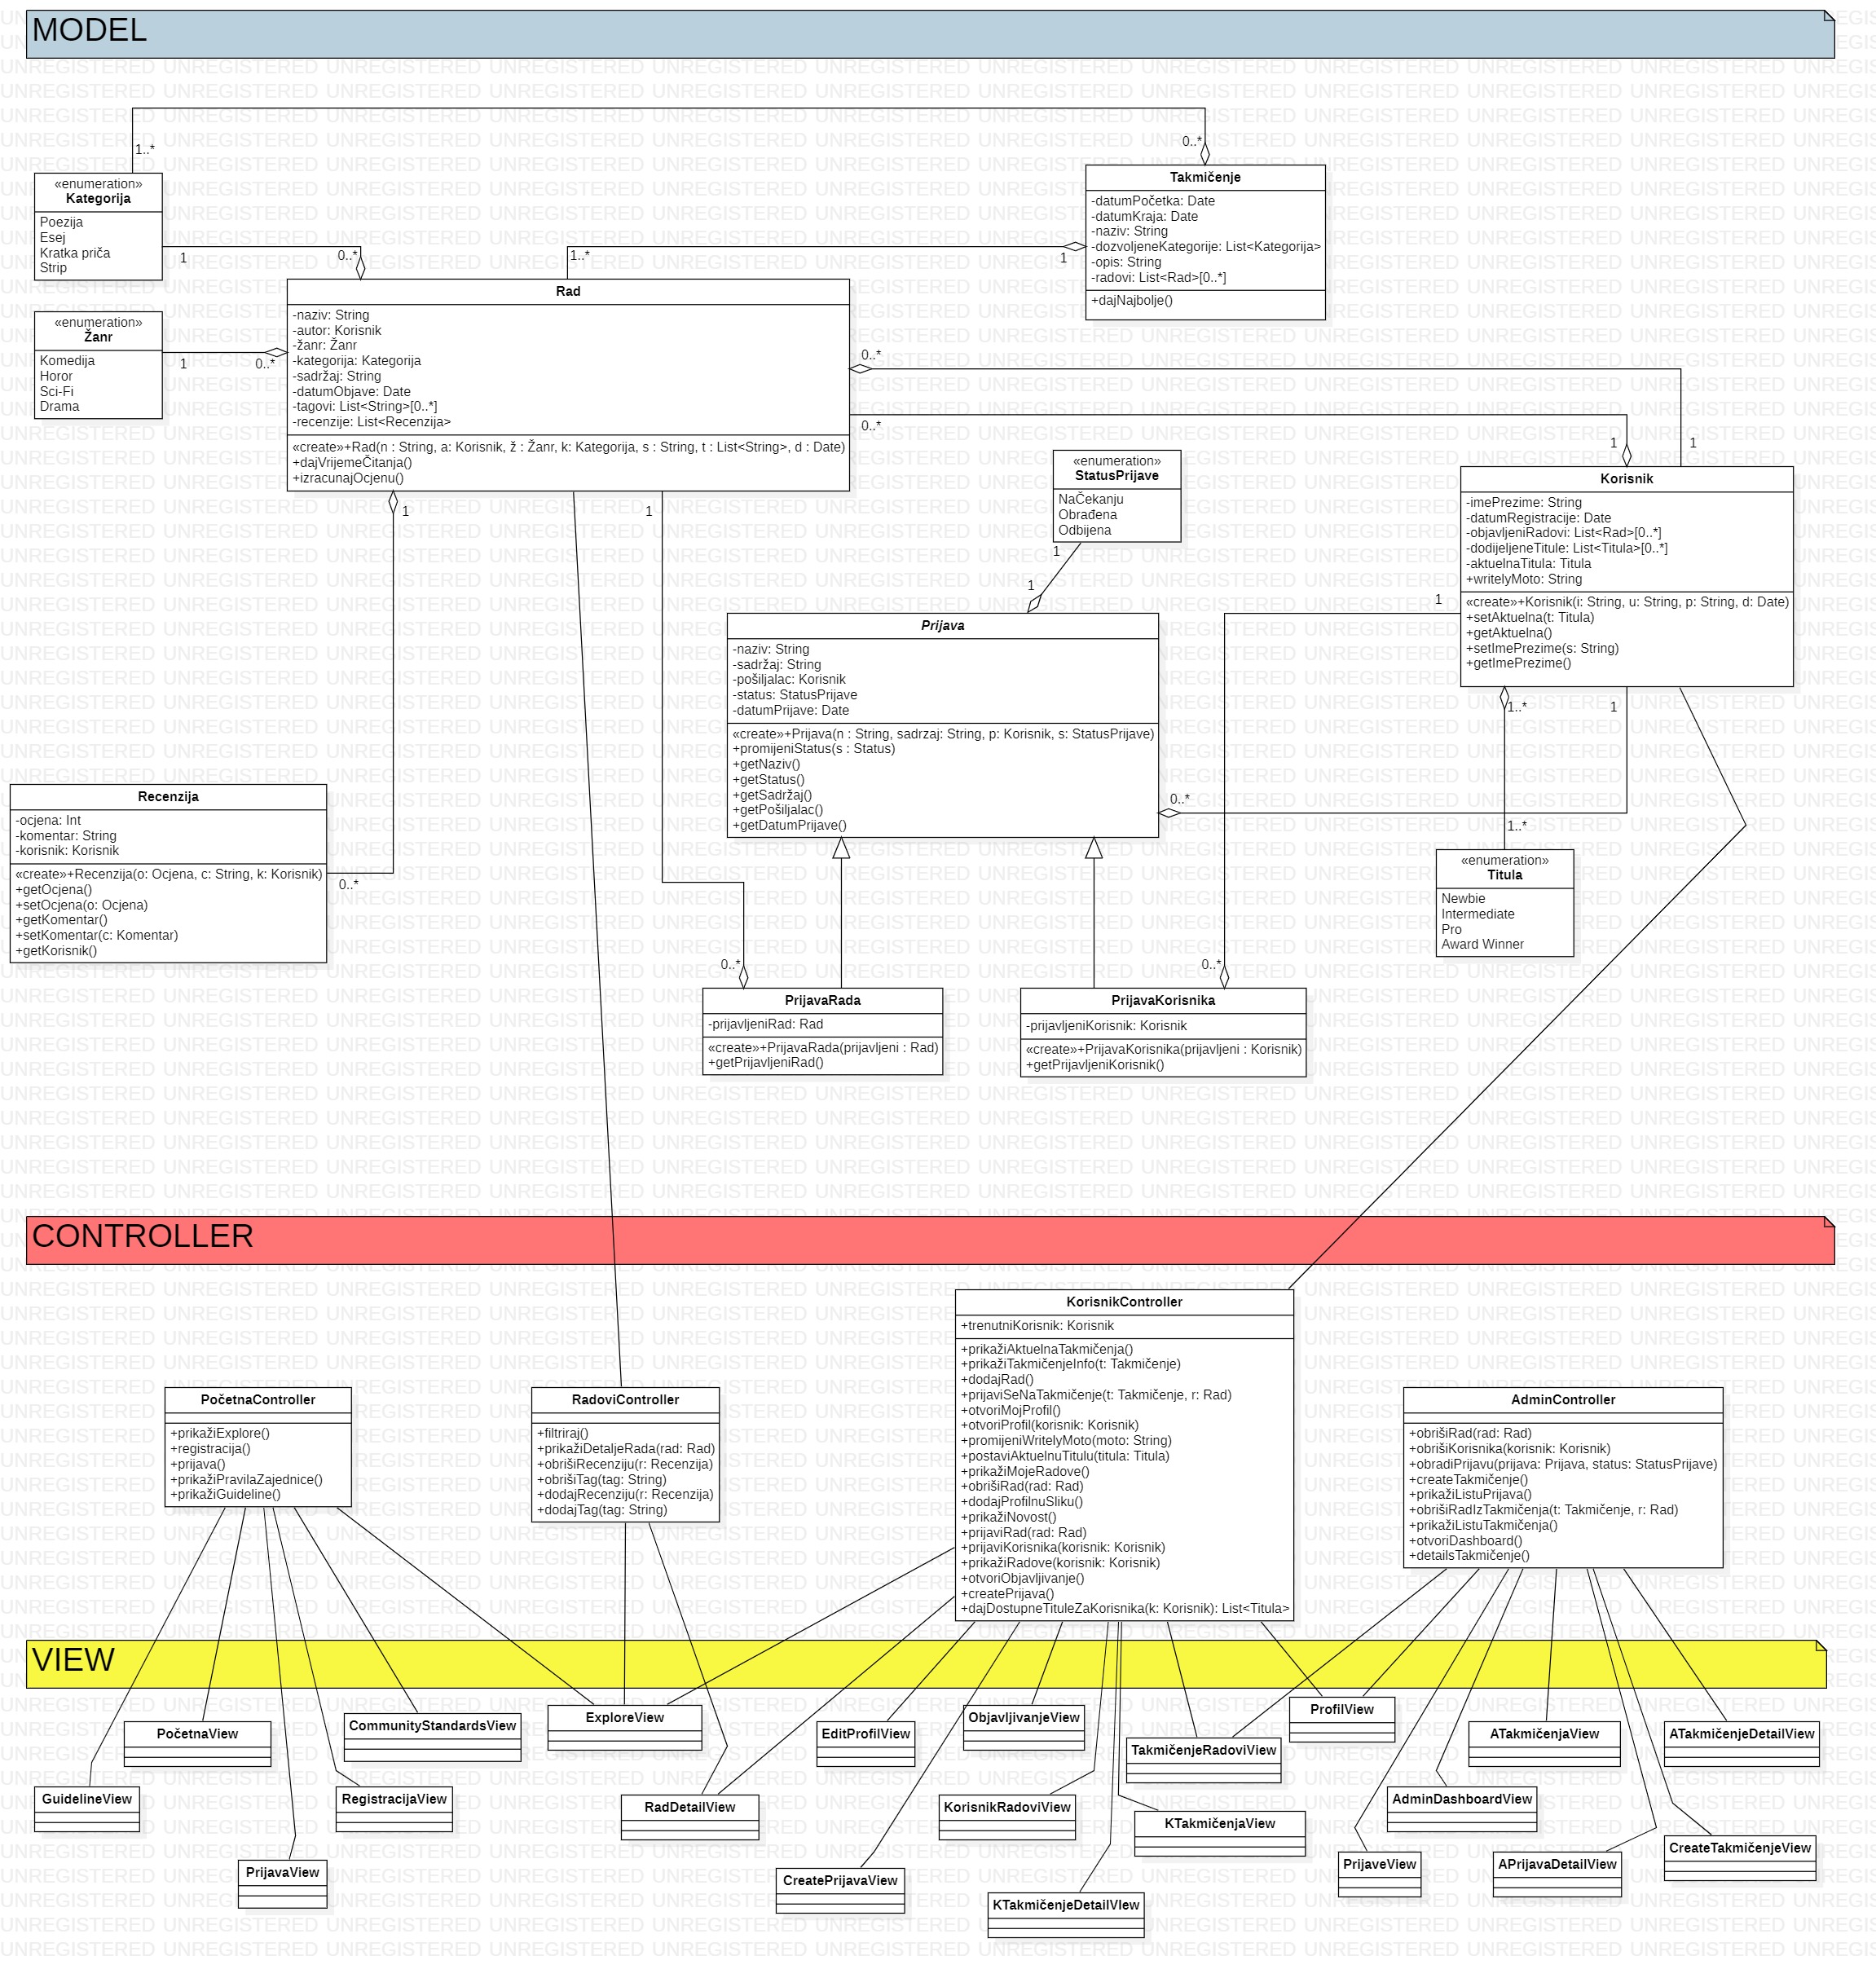 MODEL
1..*
0..*
«enumeration»
Kategorija
Poezija
Esej
Kratka priča
Strip
1
0..*
Takmičenje
-datumPočetka: Date
-datumKraja: Date
-naziv: String
-dozvoljeneKategorije: List<Kategorija>
-opis: String
-radovi: List<Rad>[0..*]
+dajNajbolje()
1..*
1
«enumeration»
Žanr
Komedija
Horor
Sci-Fi
Drama
1
0..*
Rad
-naziv: String
-autor: Korisnik
-žanr: Žanr
-kategorija: Kategorija
-sadržaj: String
-datumObjave: Date
-tagovi: List<String>[0..*]
-recenzije: List<Recenzija>
«create»+Rad(n : String, a: Korisnik, ž : Žanr, k: Kategorija, s : String, t : List<String>, d : Date)
+dajVrijemeČitanja()
+izracunajOcjenu()
0..*
0..*
1
1
1
1
«enumeration»
StatusPrijave
NaČekanju
Obrađena
Odbijena
1
1
Korisnik
-imePrezime: String
-datumRegistracije: Date
-objavljeniRadovi: List<Rad>[0..*]
-dodijeljeneTitule: List<Titula>[0..*]
-aktuelnaTitula: Titula
+writelyMoto: String
«create»+Korisnik(i: String, u: String, p: String, d: Date)
+setAktuelna(t: Titula)
+getAktuelna()
+setImePrezime(s: String)
+getImePrezime()
1
1..*
1
Prijava
-naziv: String
-sadržaj: String
-pošiljalac: Korisnik
-status: StatusPrijave
-datumPrijave: Date
«create»+Prijava(n : String, sadrzaj: String, p: Korisnik, s: StatusPrijave)
+promijeniStatus(s : Status)
+getNaziv()
+getStatus()
+getSadržaj()
+getPošiljalac()
+getDatumPrijave()
0..*
1..*
Recenzija
-ocjena: Int
-komentar: String
-korisnik: Korisnik
«create»+Recenzija(o: Ocjena, c: String, k: Korisnik)
+getOcjena()
+setOcjena(o: Ocjena)
+getKomentar()
+setKomentar(c: Komentar)
+getKorisnik()
0..*
«enumeration»
Titula
Newbie
Intermediate
Pro
Award Winner
0..*
0..*
PrijavaRada
-prijavljeniRad: Rad
«create»+PrijavaRada(prijavljeni : Rad)
+getPrijavljeniRad()
PrijavaKorisnika
-prijavljeniKorisnik: Korisnik
«create»+PrijavaKorisnika(prijavljeni : Korisnik)
+getPrijavljeniKorisnik()
CONTROLLER
PočetnaController
+prikažiExplore()
+registracija()
+prijava()
+prikažiPravilaZajednice()
+prikažiGuideline()
RadoviController
+filtriraj()
+prikažiDetaljeRada(rad: Rad)
+obrišiRecenziju(r: Recenzija)
+obrišiTag(tag: String)
+dodajRecenziju(r: Recenzija)
+dodajTag(tag: String)
KorisnikController
+trenutniKorisnik: Korisnik
+prikažiAktuelnaTakmičenja()
+prikažiTakmičenjeInfo(t: Takmičenje)
+dodajRad()
+prijaviSeNaTakmičenje(t: Takmičenje, r: Rad)
+otvoriMojProfil()
+otvoriProfil(korisnik: Korisnik)
+promijeniWritelyMoto(moto: String)
+postaviAktuelnuTitulu(titula: Titula)
+prikažiMojeRadove()
+obrišiRad(rad: Rad)
+dodajProfilnuSliku()
+prikažiNovost()
+prijaviRad(rad: Rad)
+prijaviKorisnika(korisnik: Korisnik)
+prikažiRadove(korisnik: Korisnik)
+otvoriObjavljivanje()
+createPrijava()
+dajDostupneTituleZaKorisnika(k: Korisnik): List<Titula>
AdminController
+obrišiRad(rad: Rad)
+obrišiKorisnika(korisnik: Korisnik)
+obradiPrijavu(prijava: Prijava, status: StatusPrijave)
+createTakmičenje()
+prikažiListuPrijava()
+obrišiRadIzTakmičenja(t: Takmičenje, r: Rad)
+prikažiListuTakmičenja()
+otvoriDashboard()
+detailsTakmičenje()
VIEW
PočetnaView
CommunityStandardsView
ExploreView
EditProfilView
ObjavljivanjeView
TakmičenjeRadoviView
ProfilView
ATakmičenjaView
ATakmičenjeDetailView
GuidelineView
RegistracijaView
RadDetailView
KorisnikRadoviView
KTakmičenjaView
AdminDashboardView
PrijavaView
CreatePrijavaView
KTakmičenjeDetailVIew
PrijaveView
APrijavaDetailView
CreateTakmičenjeView